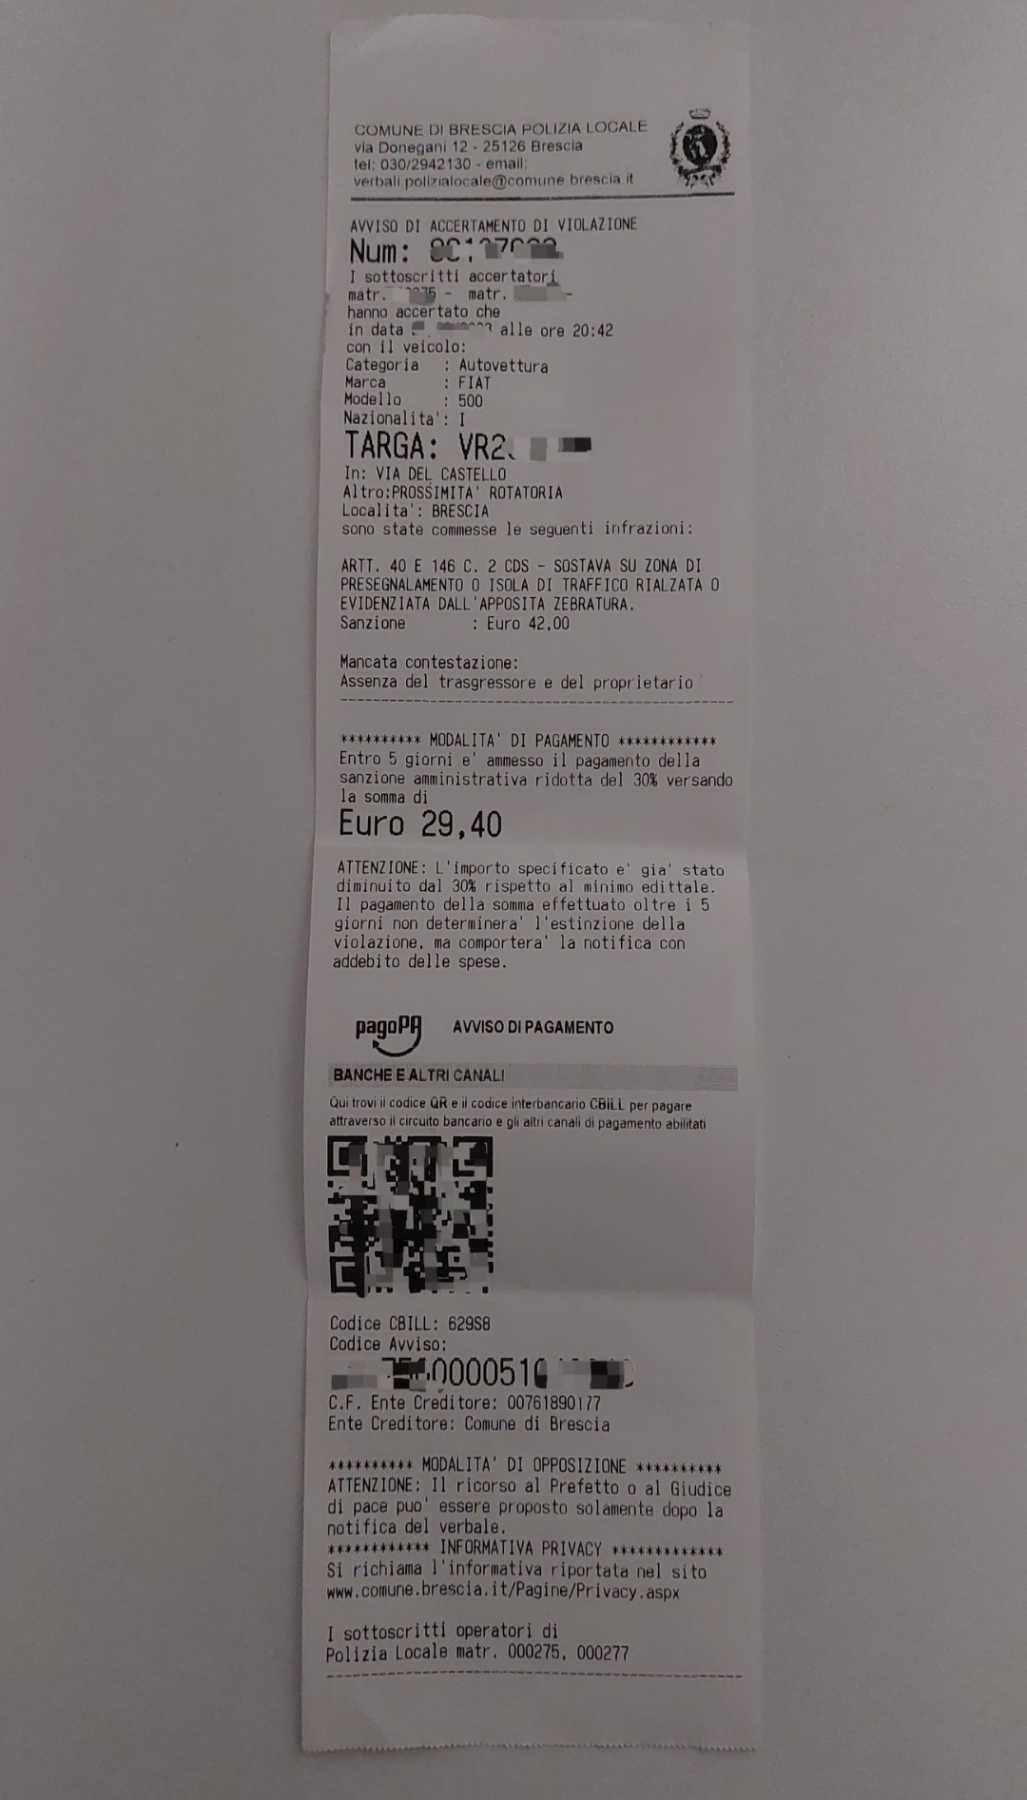 COMUNE DI BRESCIA POLIZIA LOCALE
via Donegani 12 - 25126 Brescia
tel: 030/2942130 - email:
verbali.polizialocale@comune.brescia.it
AVVISO DI ACCERTAMENTO DI VIOLAZIONE
Num:
I sottoscritti accertatori
matr. - matr. -
hanno accertato che
in data alle ore 20:42
con il veicolo:
Categoria : Autovettura
Marca : FIAT
Modello : 500
Nazionalita': I
TARGA: VR2
In: VIA DEL CASTELLO
Altro:PROSSIMITA' ROTATORIA
Localita': BRESCIA
sono state commesse le seguenti infrazioni:
ARTT. 40 E 146 C. 2 CDS - SOSTAVA SU ZONA DI
PRESEGNALAMENTO O ISOLA DI TRAFFICO RIALZATA O
EVIDENZIATA DALL'APPOSITA ZEBRATURA.
Sanzione : Euro 42,00
Mancata contestazione:
Assenza del trasgressore e del proprietario
********** MODALITA' DI PAGAMENTO ************
Entro 5 giorni e' ammesso il pagamento della
sanzione amministrativa ridotta del 30% versando
la somma di
Euro 29,40
ATTENZIONE: L'importo specificato e' gia' stato
diminuito dal 30% rispetto al minimo edittale.
Il pagamento della somma effettuato oltre i 5
giorni non determinera' l'estinzione della
violazione, ma comportera' la notifica con
addebito delle spese.
pagoPA AVVISO DI PAGAMENTO
BANCHE E ALTRI CANALI
Qui trovi il codice QR e il codice interbancario CBILL per pagare
attraverso il circuito bancario e gli altri canali di pagamento abilitati
Codice CBILL: 629S8
Codice Avviso:
C.F. Ente Creditore: 00761890177
Ente Creditore: Comune di Brescia
********** MODALITA' DI OPPOSIZIONE **********
ATTENZIONE: Il ricorso al Prefetto o al Giudice
di pace puo' essere proposto solamente dopo la
notifica del verbale.
************ INFORMATIVA PRIVACY *************
Si richiama l'informativa riportata nel sito
www.comune.brescia.it/Pagine/Privacy.aspx
I sottoscritti operatori di
Polizia Locale matr. 000275, 000277